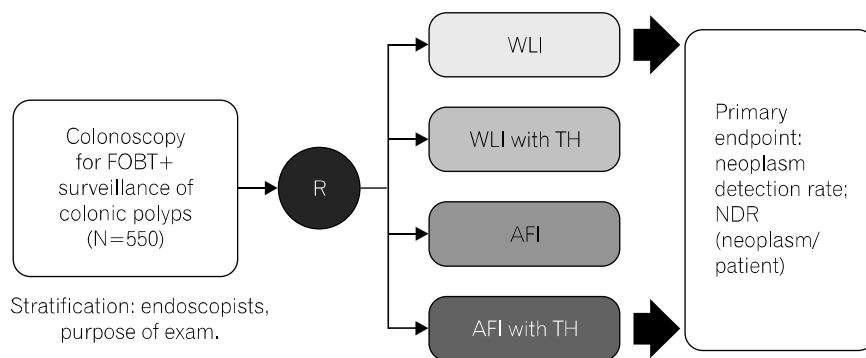 Colonoscopy
for FOBT+
surveillance of
colonic polyps
(N=550)
Stratification: endoscopists,
purpose of exam.
R
WLI
WLI with TH
AFI
AFI with TH
Primary
endpoint:
neoplasm
detection rate;
NDR
(neoplasm/
patient)